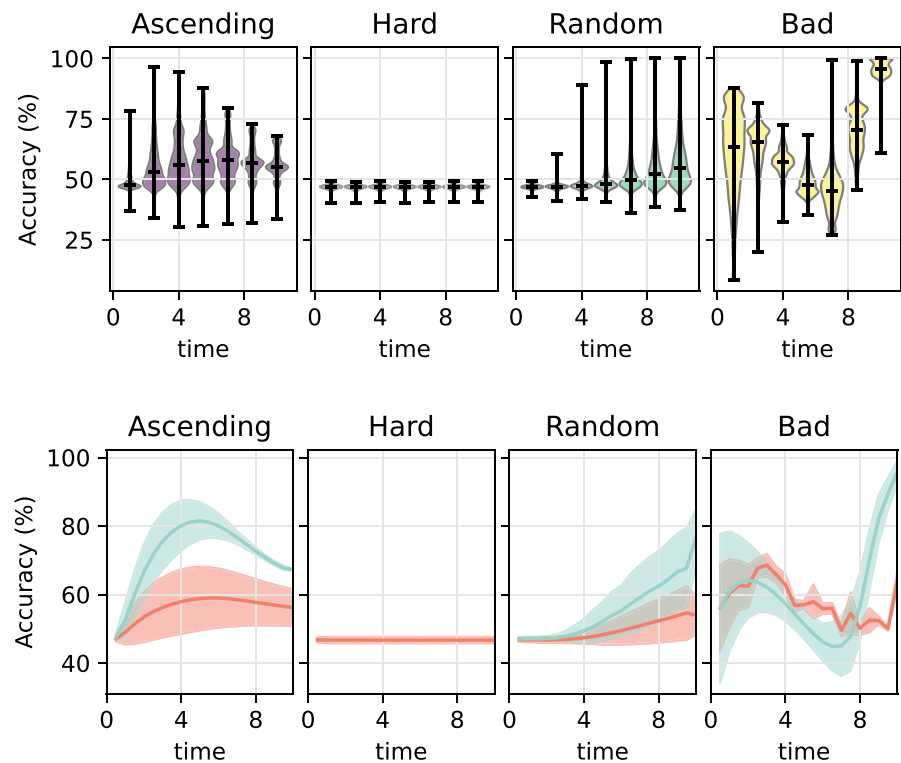 Ascending Hard Random Bad
100
75
50
25
Accuracy (%)
0 4 8 0 4 8 0 4 8 0 4 8
time time time time
Ascending Hard Random Bad
100
80
60
40
Accuracy (%)
0 4 8 0 4 8 0 4 8 0 4 8
time time time time